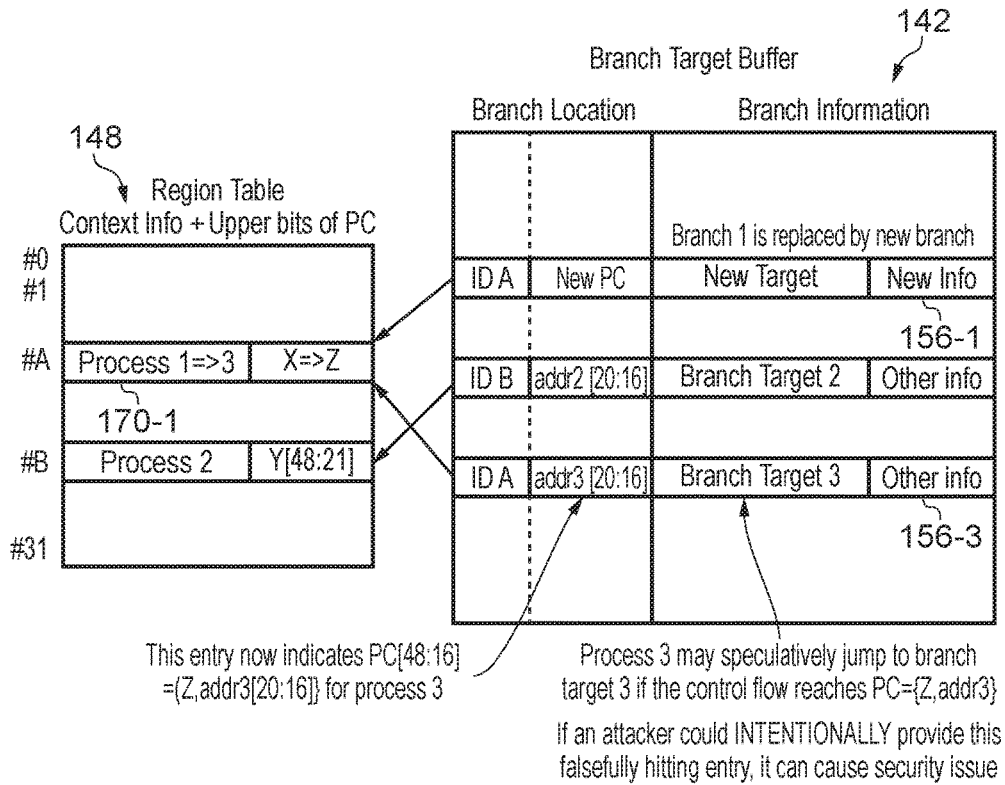 142
Branch Target Buffer
Branch Location
Branch Information
148
Region Table
Context Info + Upper bits of PC
#0
#1
Branch 1 is replaced by new branch
ID A
New PC
New Target
New Info
156-1
#A
Process 1=>3
X=>Z
ID B
addr2 [20:16]
Branch Target 2
Other info
170-1
#B
Process 2
Y[48:21]
ID A
addr3 [20:16]
Branch Target 3
Other info
156-3
#31
This entry now indicates PC[48:16]
={Z,addr3[20:16]} for process 3
Process 3 may speculatively jump to branch
target 3 if the control flow reaches PC={Z,addr3}
If an attacker could INTENTIONALLY provide this
falsefully hitting entry, it can cause security issue